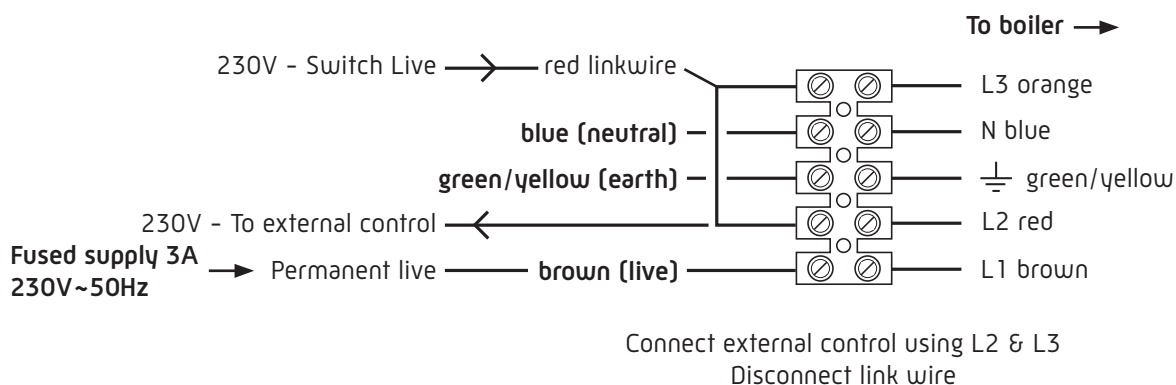 To boiler
230V - Switch Live red linkwire
L3 orange
blue (neutral)
N blue
green/yellow (earth)
green/yellow
230V - To external control
L2 red
Fused supply 3A
230V~50Hz
Permanent live brown (live)
L1 brown
Connect external control using L2 & L3
Disconnect link wire